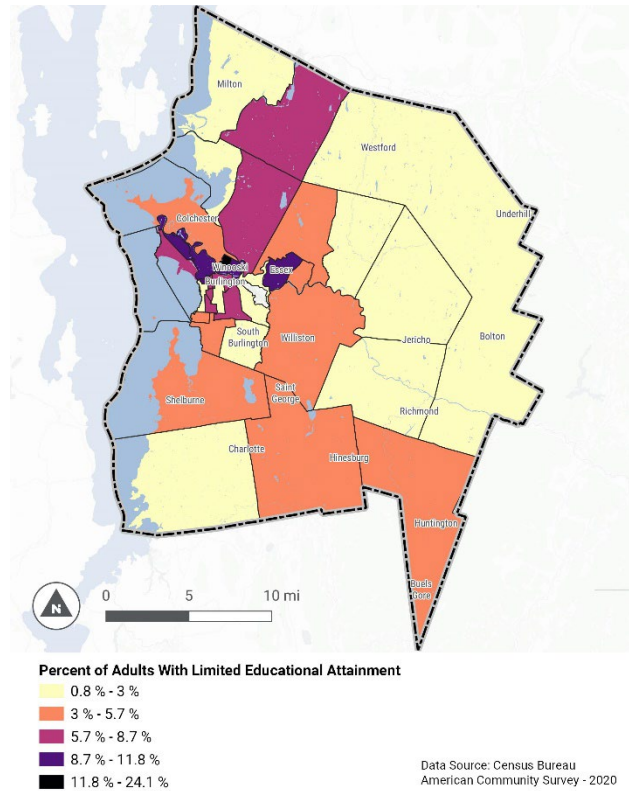 Milton
Westford
Underhill
Colchester
Winooski
Essex
Burlington
Bolton
South
Burlington
Williston
Jericho
Saint
George
Shelburne
Richmond
Charlotte
Hinesburg
Huntington
Buels
Gore
N
0 5 10 mi
Percent of Adults With Limited Educational Attainment
0.8 % - 3 %
3 % - 5.7 %
5.7 % - 8.7 %
8.7 % - 11.8 %
11.8 % - 24.1 %
Data Source: Census Bureau
American Community Survey - 2020